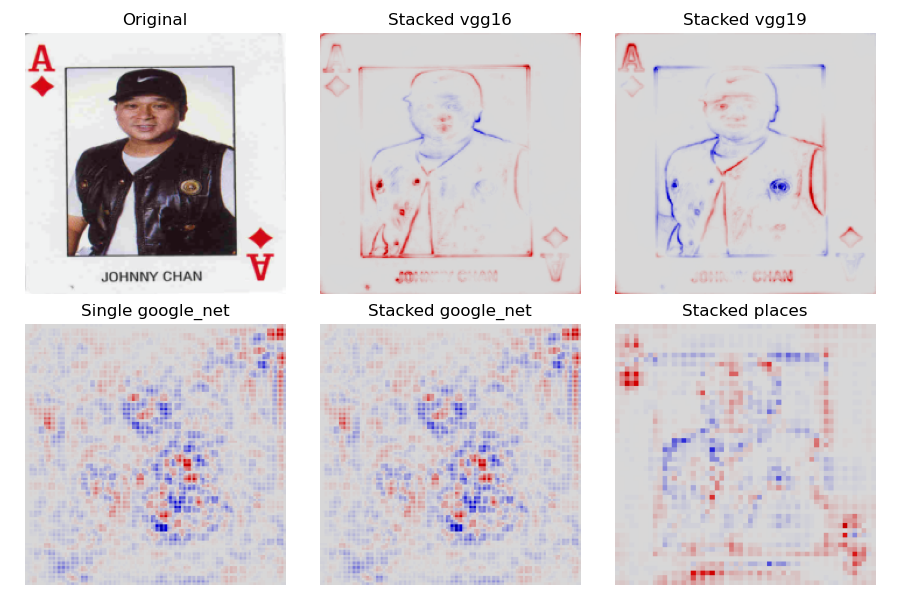 Original
Stacked vgg16
Stacked vgg19
A
A
A
JOHNNY CHAN
A
JOHNNY CHAN
A
JOHNNY CHAN
A
Single google_net
Stacked google_net
Stacked places